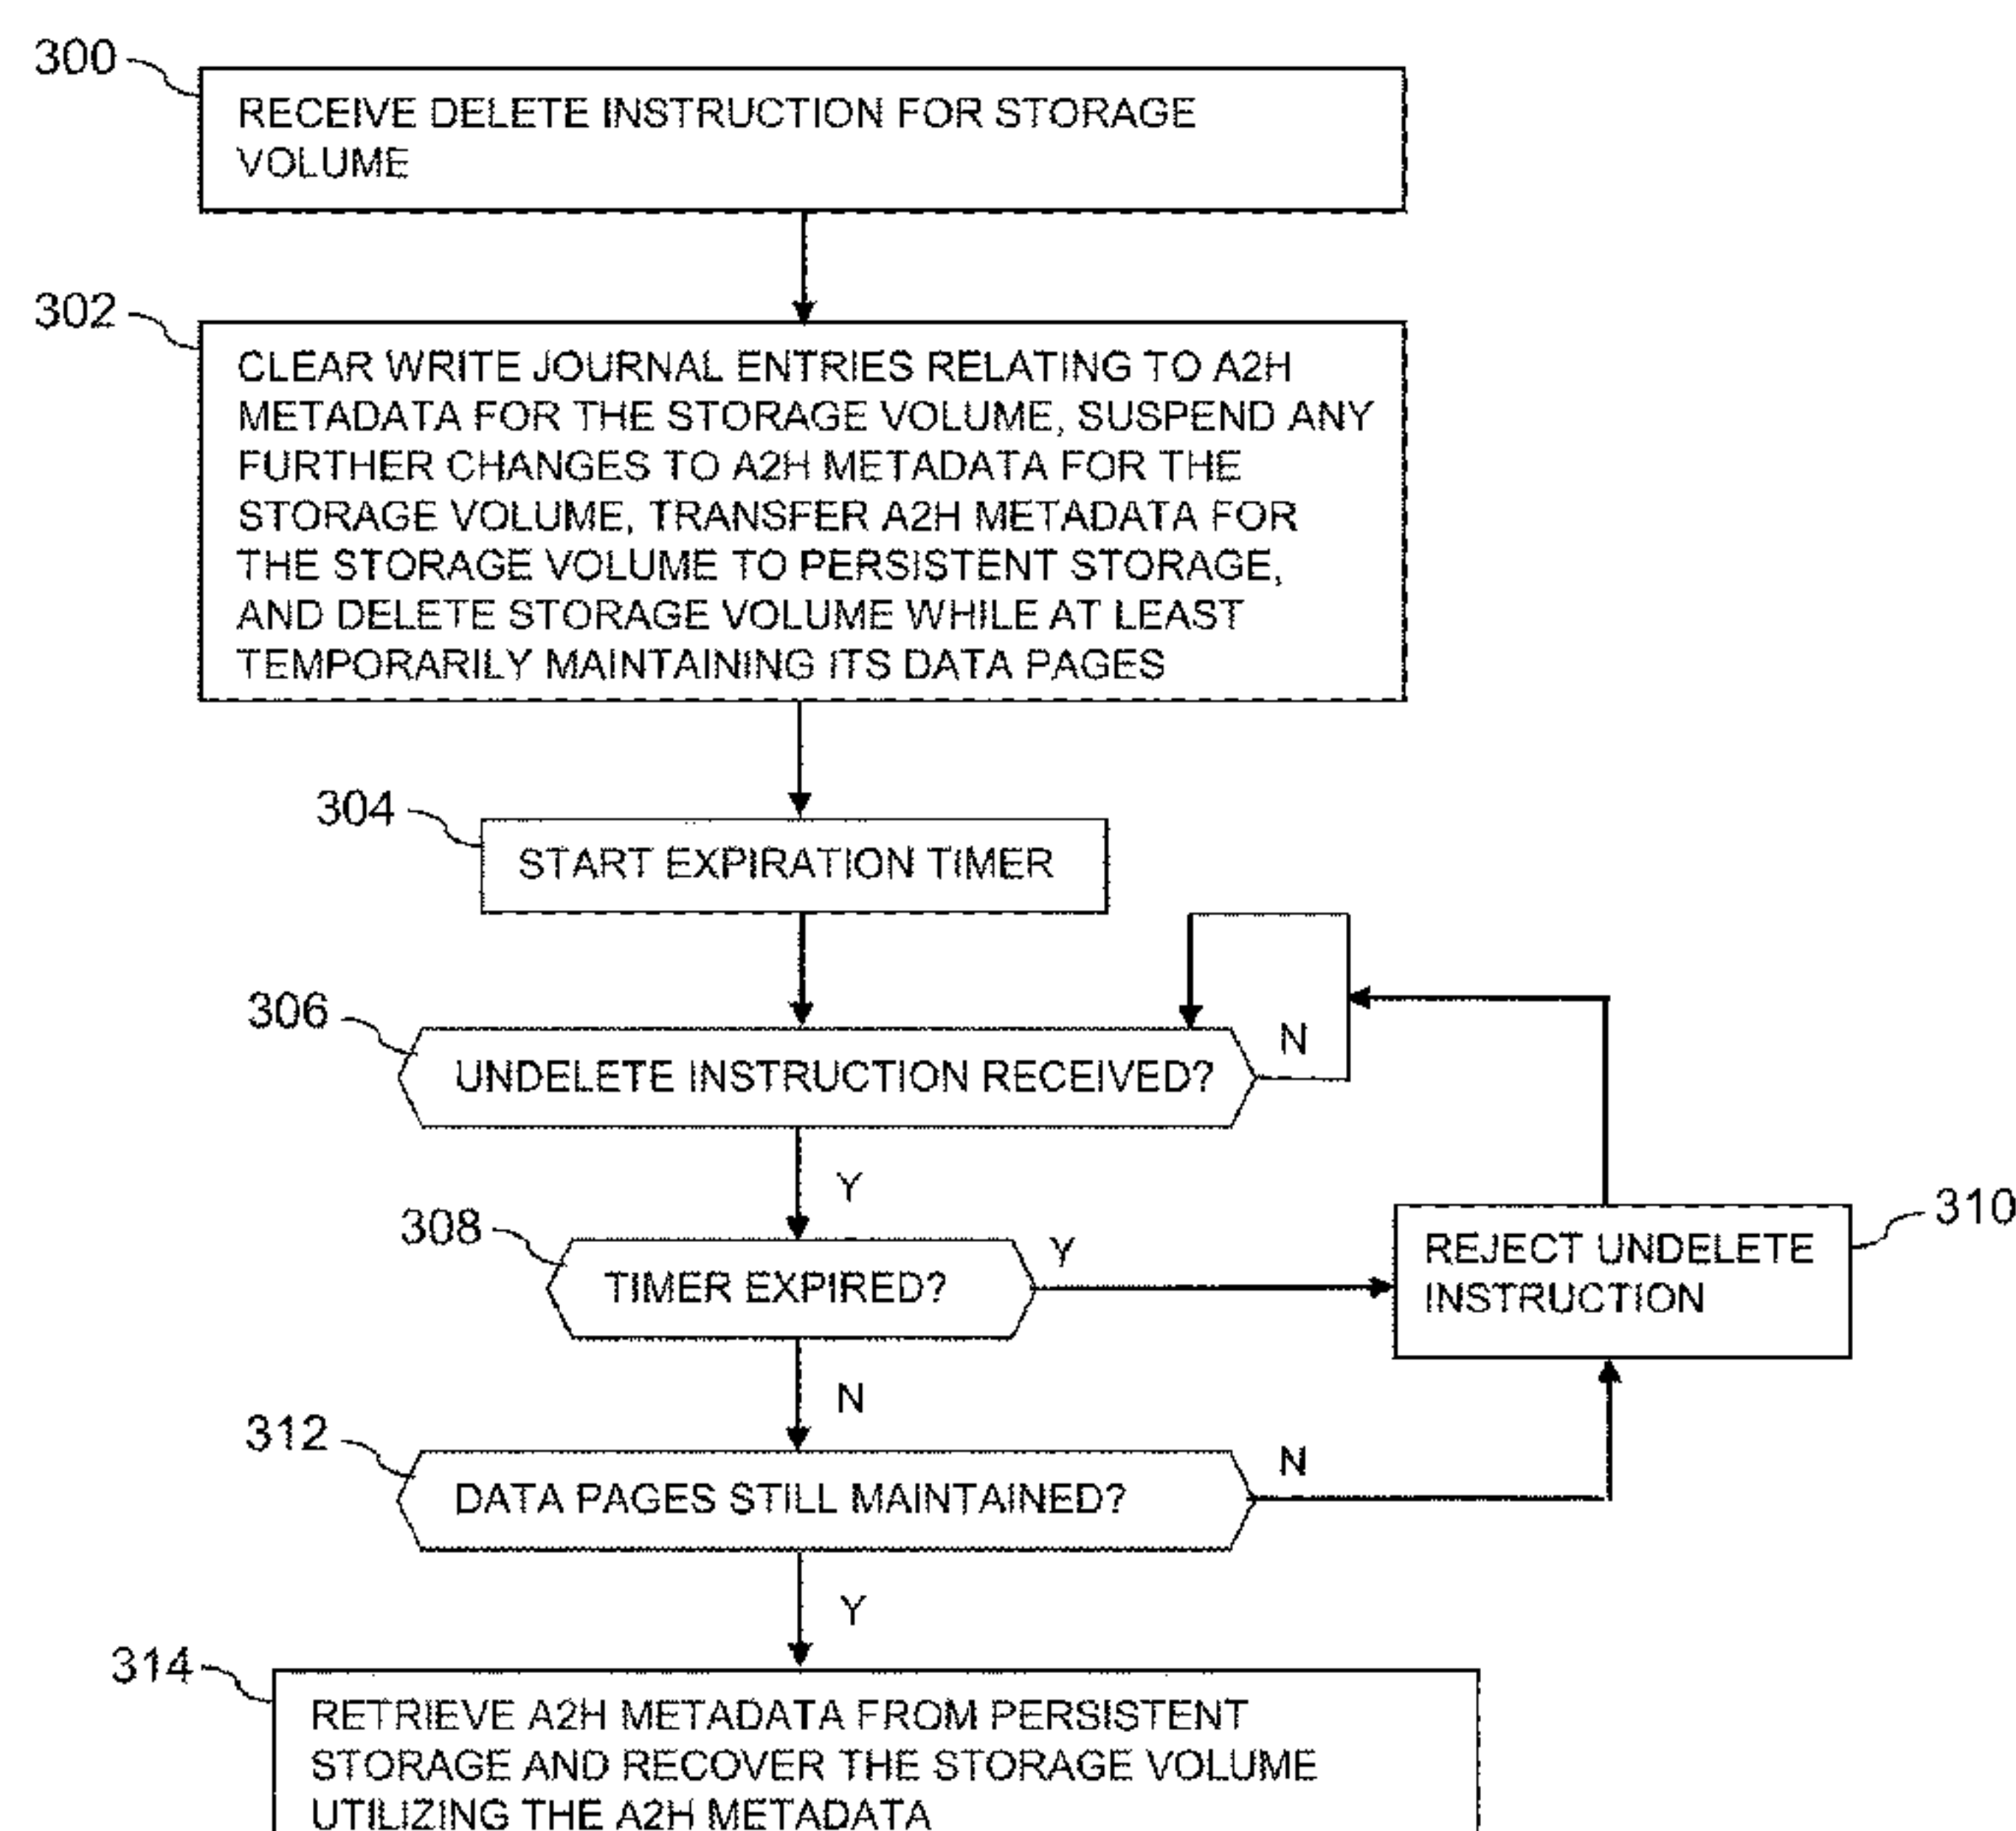 300
RECEIVE DELETE INSTRUCTION FOR STORAGE
VOLUME
302
CLEAR WRITE JOURNAL ENTRIES RELATING TO A2H
METADATA FOR THE STORAGE VOLUME, SUSPEND ANY
FURTHER CHANGES TO A2H METADATA FOR THE
STORAGE VOLUME, TRANSFER A2H METADATA FOR
THE STORAGE VOLUME TO PERSISTENT STORAGE,
AND DELETE STORAGE VOLUME WHILE AT LEAST
TEMPORARILY MAINTAINING ITS DATA PAGES
304
START EXPIRATION TIMER
306
UNDELETE INSTRUCTION RECEIVED?
N
Y
308
TIMER EXPIRED?
Y
310
REJECT UNDELETE
INSTRUCTION
N
312
DATA PAGES STILL MAINTAINED?
N
Y
314
RETRIEVE A2H METADATA FROM PERSISTENT
STORAGE AND RECOVER THE STORAGE VOLUME
UTILIZING THE A2H METADATA